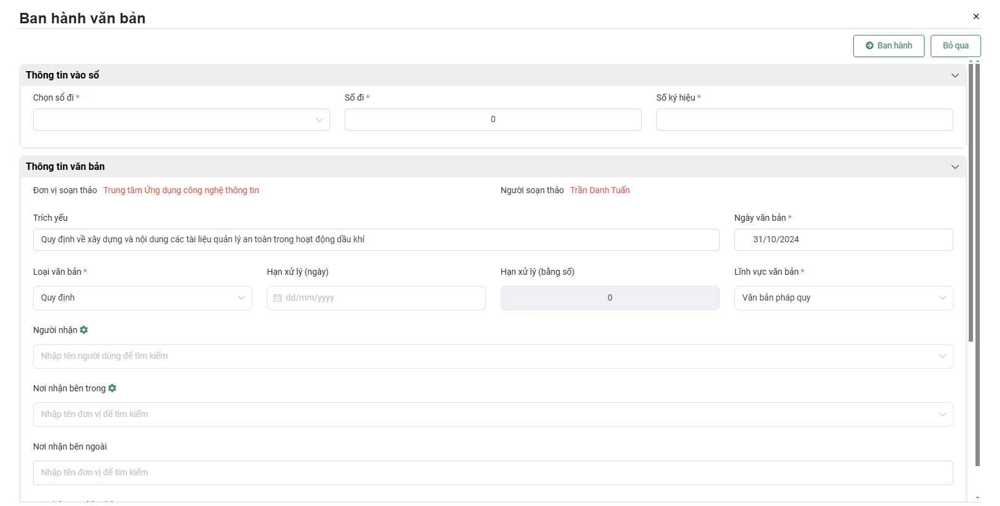 Ban hành văn bản
×
Ban hành Bỏ qua
Thông tin vào sổ
Chọn sổ đi * Số đi * Số ký hiệu *
0
Thông tin văn bản
Đơn vị soạn thảo Trung tâm Ứng dụng công nghệ thông tin Người soạn thảo Trần Danh Tuấn
Trích yếu Ngày văn bản *
Quy định về xây dựng và nội dung các tài liệu quản lý an toàn trong hoạt động dầu khí 31/10/2024
Loại văn bản * Hạn xử lý (ngày) Hạn xử lý (bằng số) Lĩnh vực văn bản *
Quy định dd/mm/yyyy 0 Văn bản pháp quy
Người nhận
Nhập tên người dùng để tìm kiếm
Nơi nhận bên trong
Nhập tên đơn vị để tìm kiếm
Nơi nhận bên ngoài
Nhập tên đơn vị để tìm kiếm